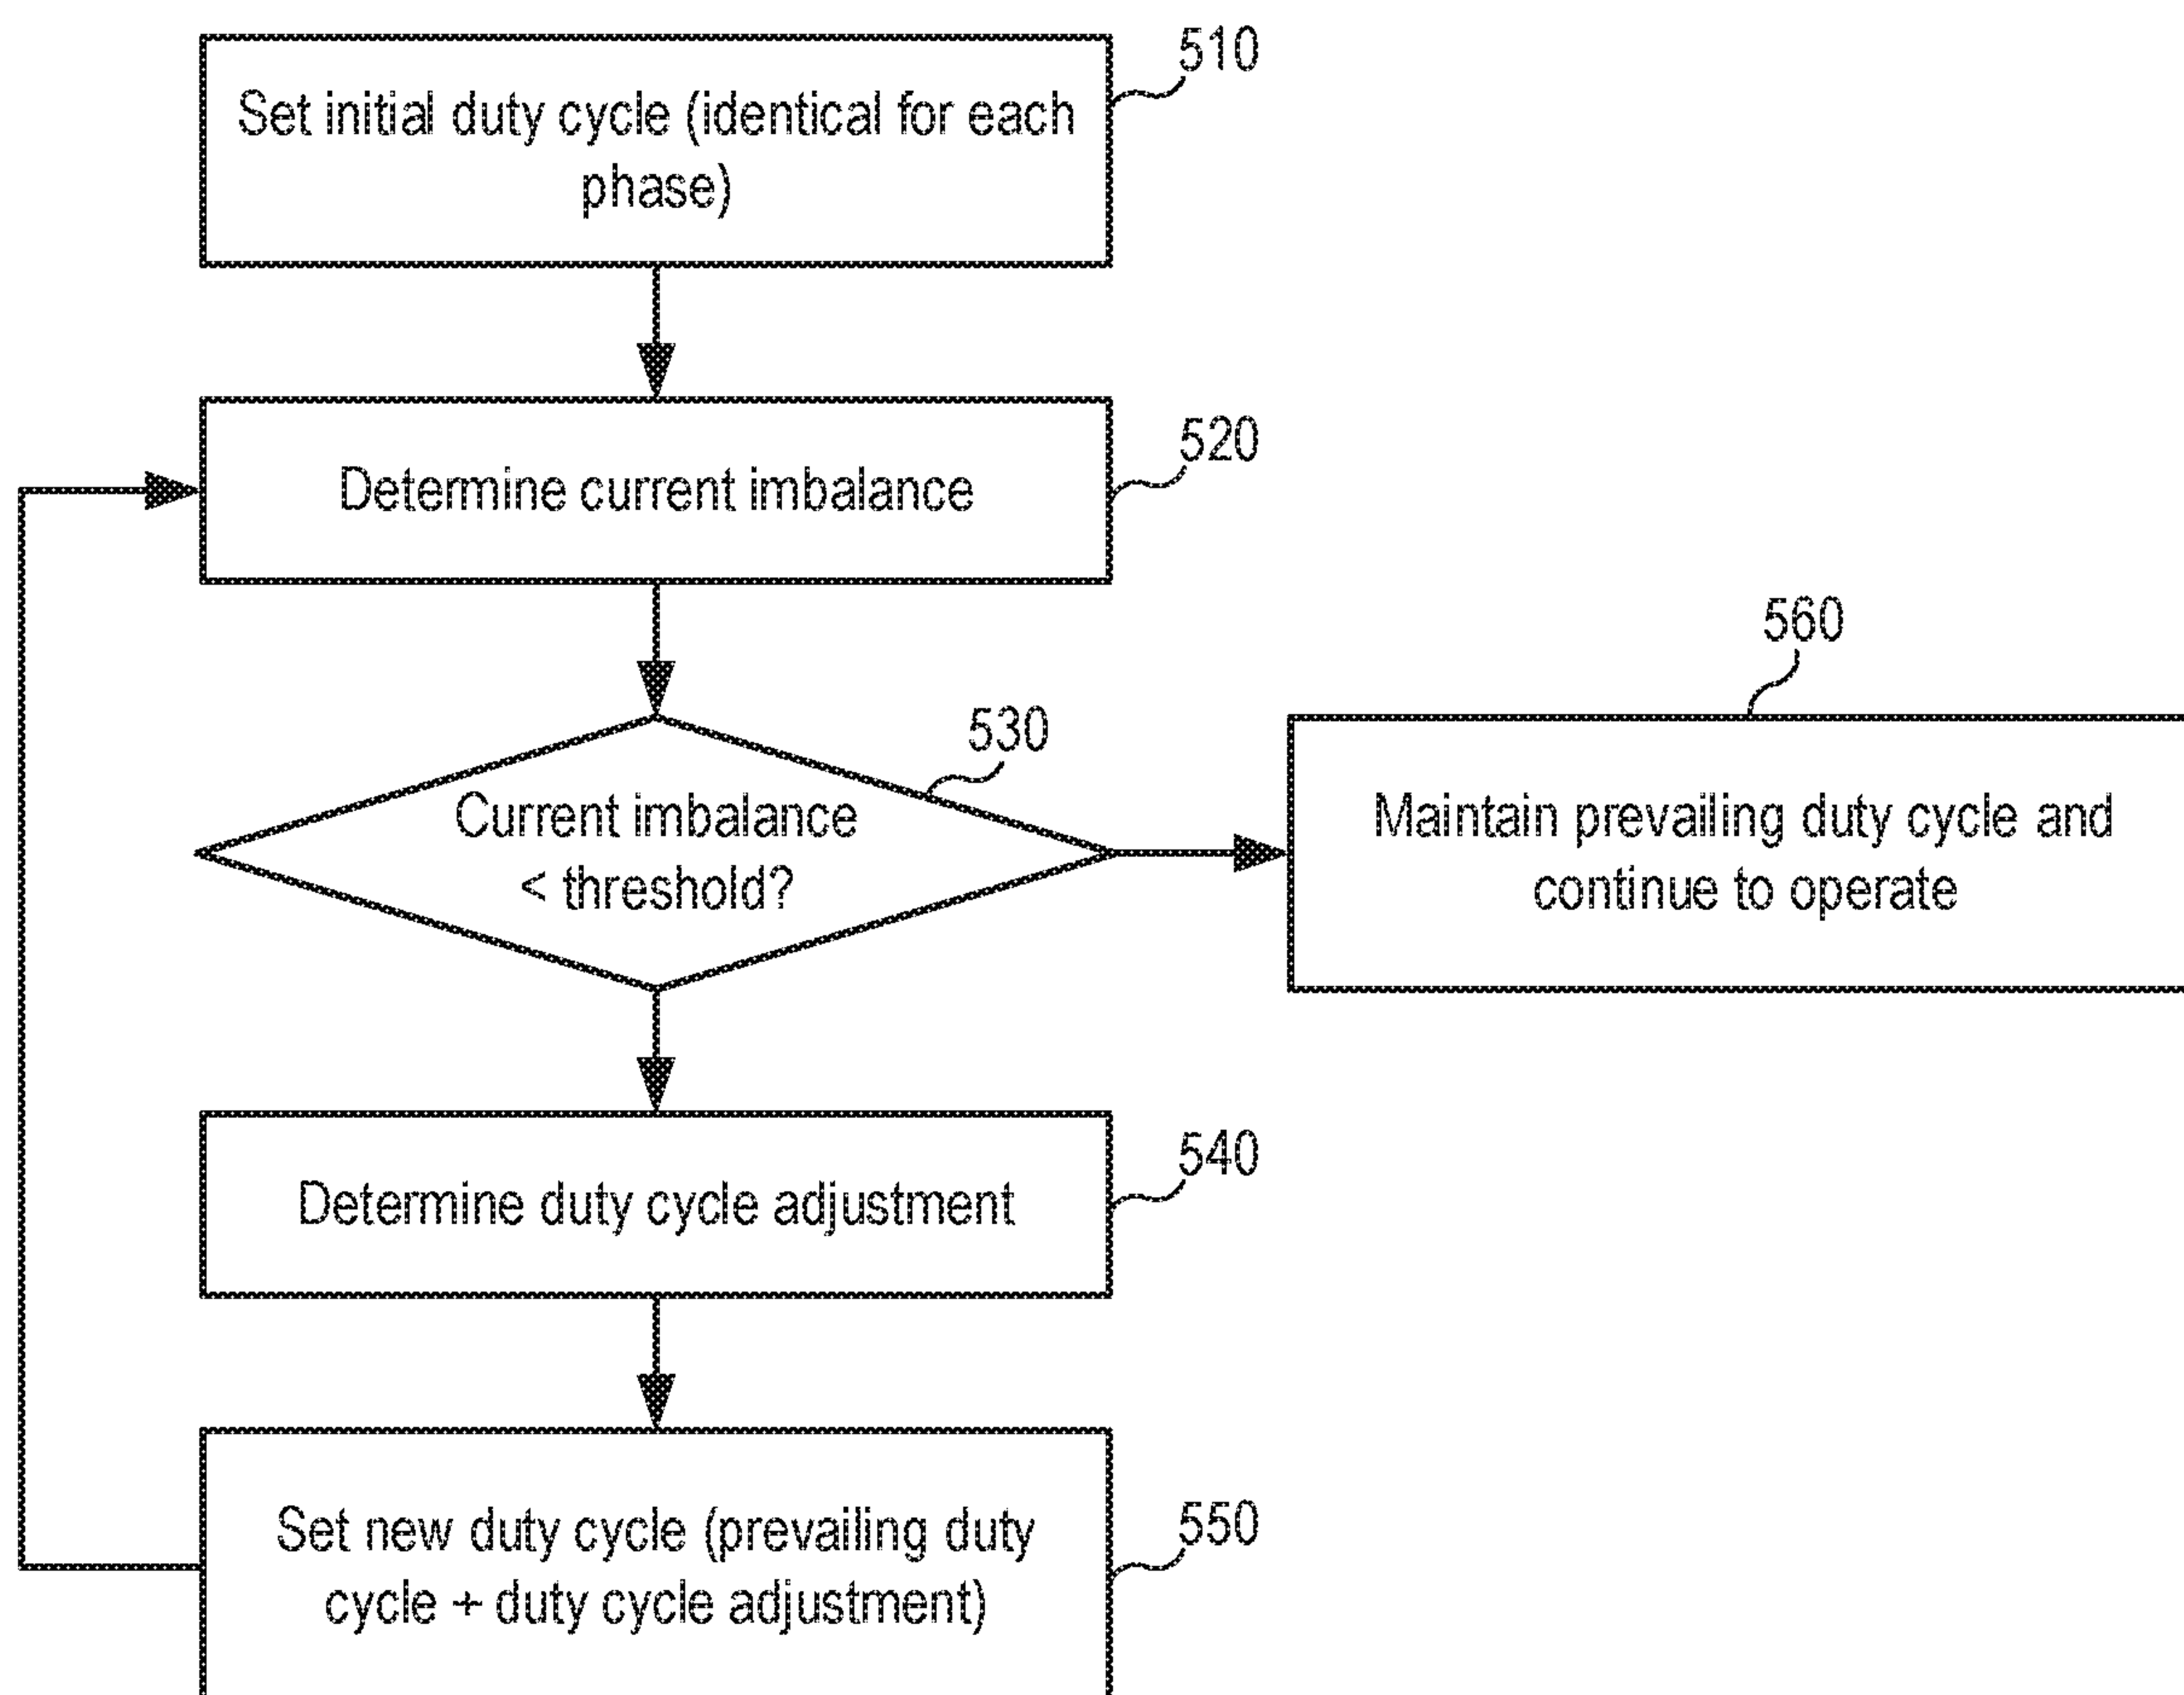 510
Set initial duty cycle (identical for each
phase)
520
Determine current imbalance
560
530
Current imbalance
< threshold?
Maintain prevailing duty cycle and
continue to operate
540
Determine duty cycle adjustment
550
Set new duty cycle (prevailing duty
cycle + duty cycle adjustment)